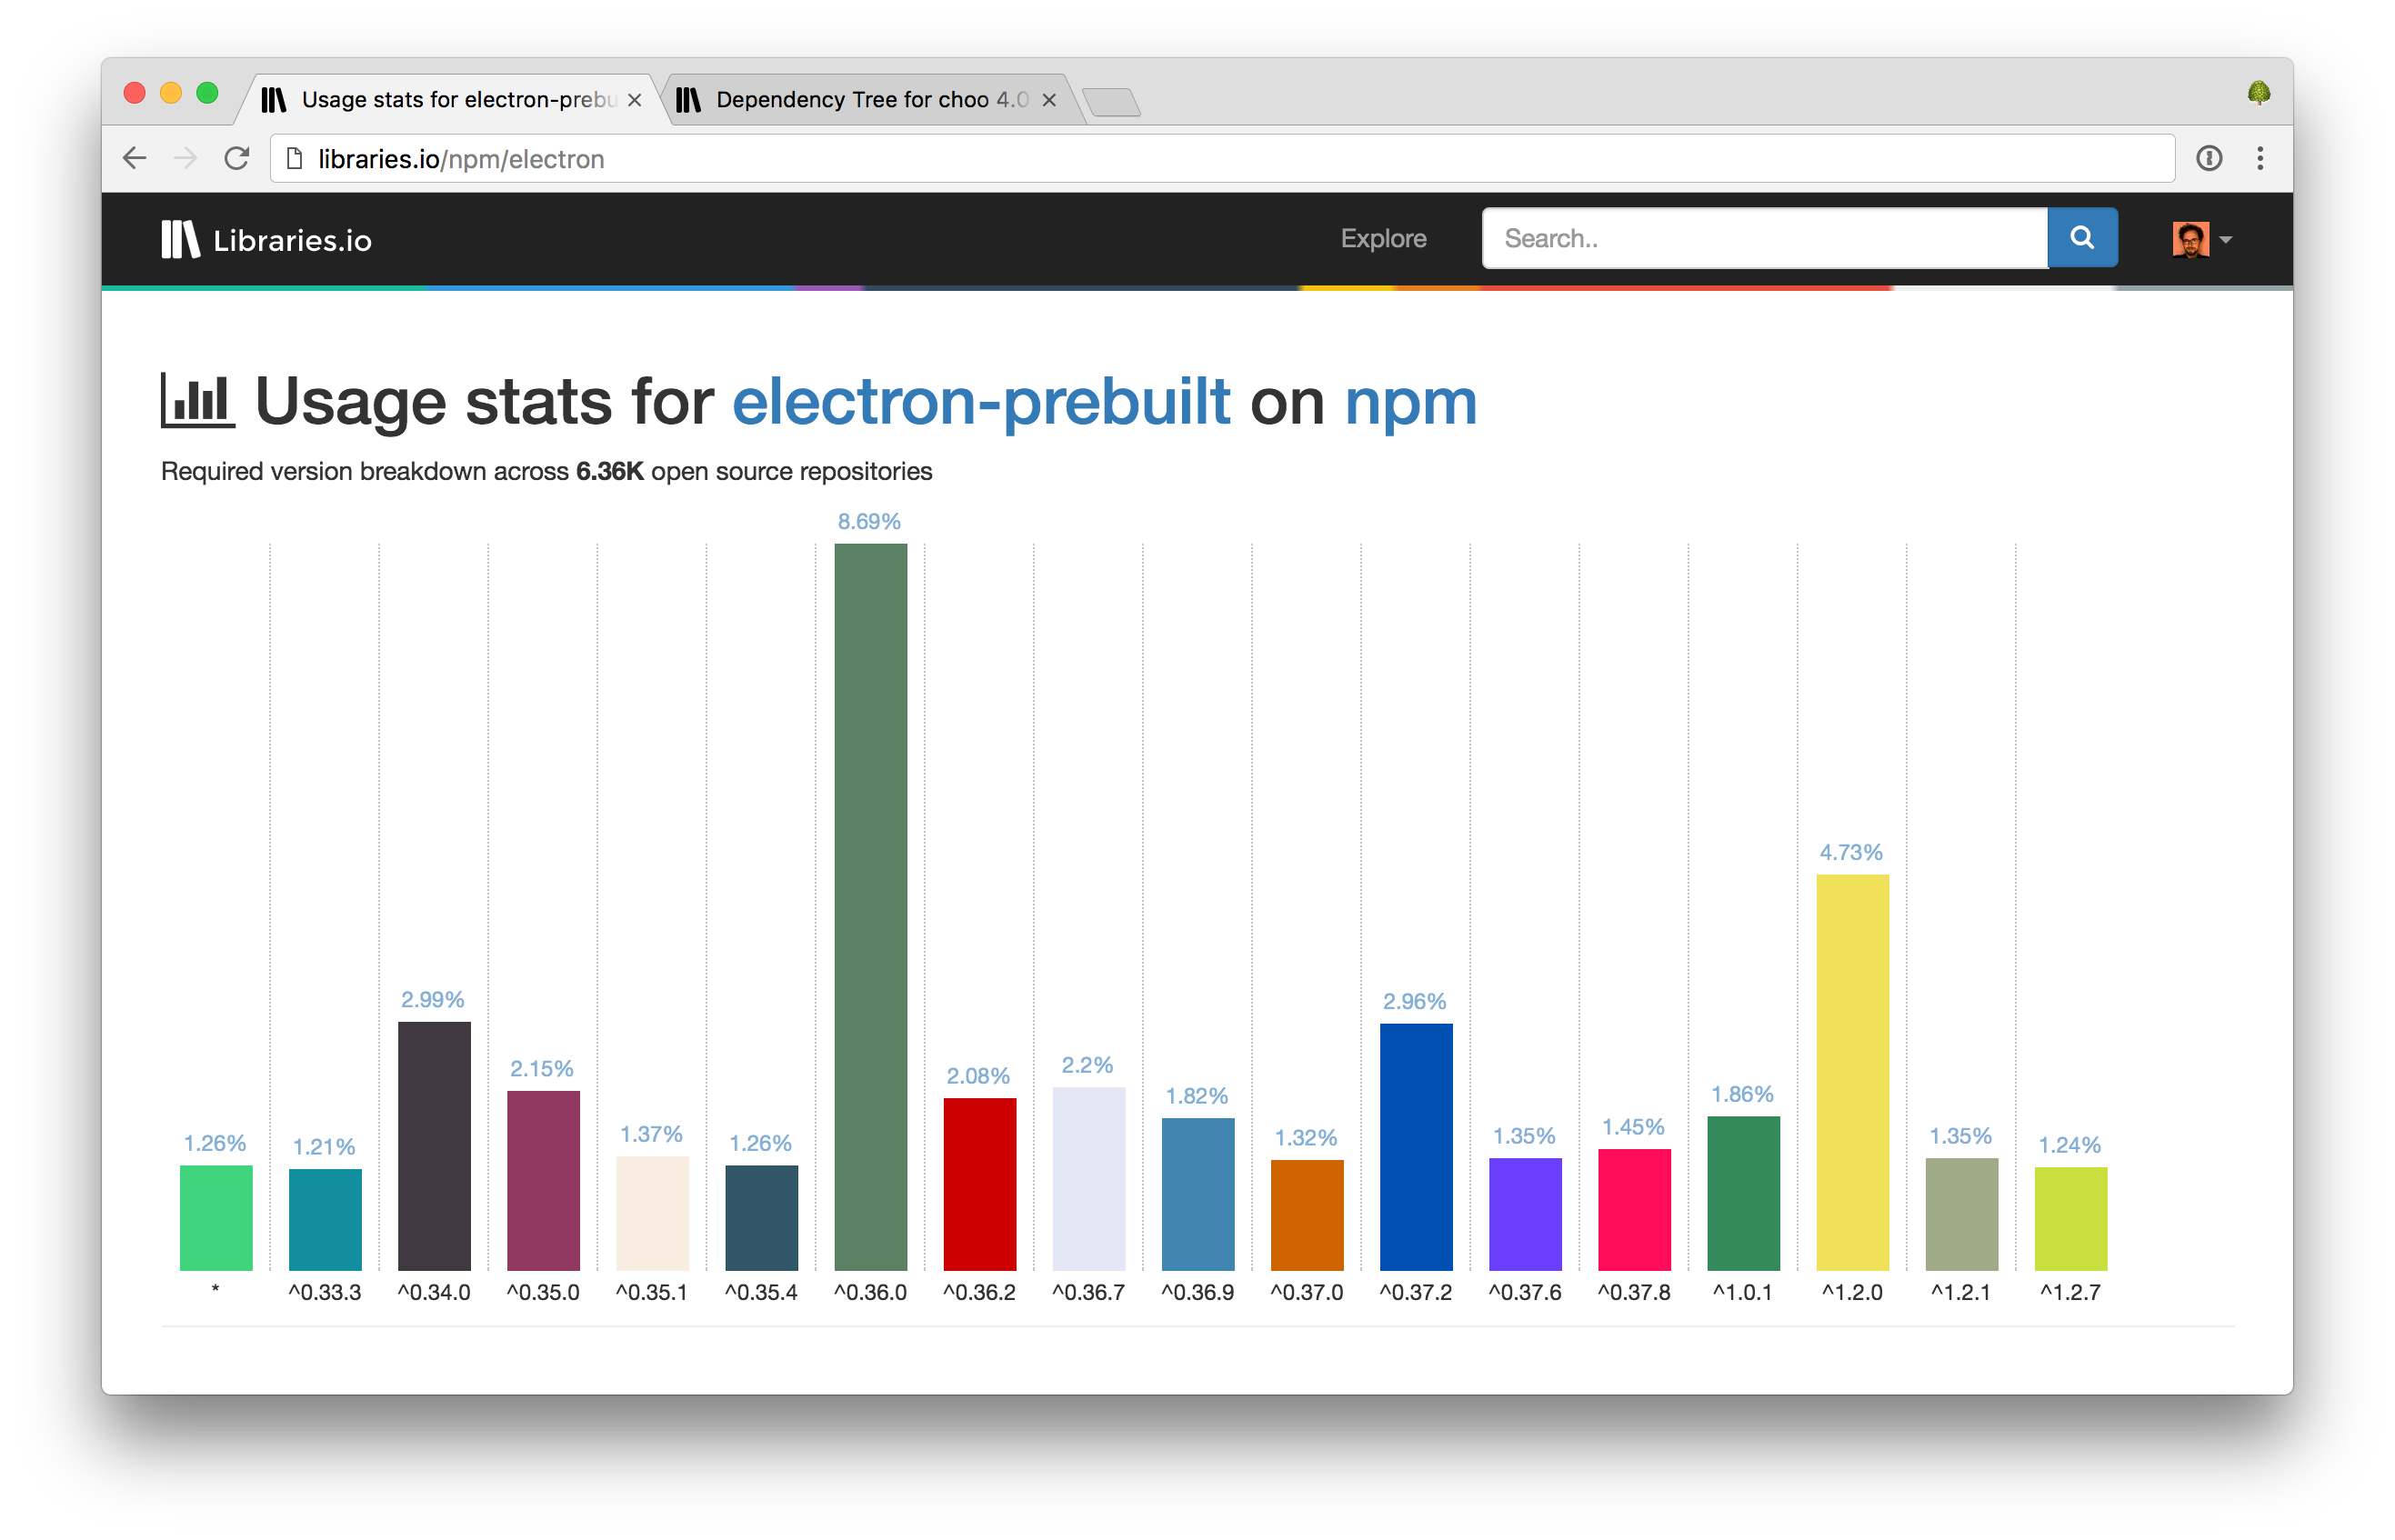 Usage stats for electron-prebu
Dependency Tree for choo 4.0
libraries.io/npm/electron
Libraries.io
Explore
Search..
Usage stats for electron-prebuilt on npm
Required version breakdown across 6.36K open source repositories
1.26% 1.21% 2.99% 2.15% 1.37% 1.26% 8.69% 2.08% 2.2% 1.82% 1.32% 2.96% 1.35% 1.45% 1.86% 4.73% 1.35% 1.24%
* ^0.33.3 ^0.34.0 ^0.35.0 ^0.35.1 ^0.35.4 ^0.36.0 ^0.36.2 ^0.36.7 ^0.36.9 ^0.37.0 ^0.37.2 ^0.37.6 ^0.37.8 ^1.0.1 ^1.2.0 ^1.2.1 ^1.2.7